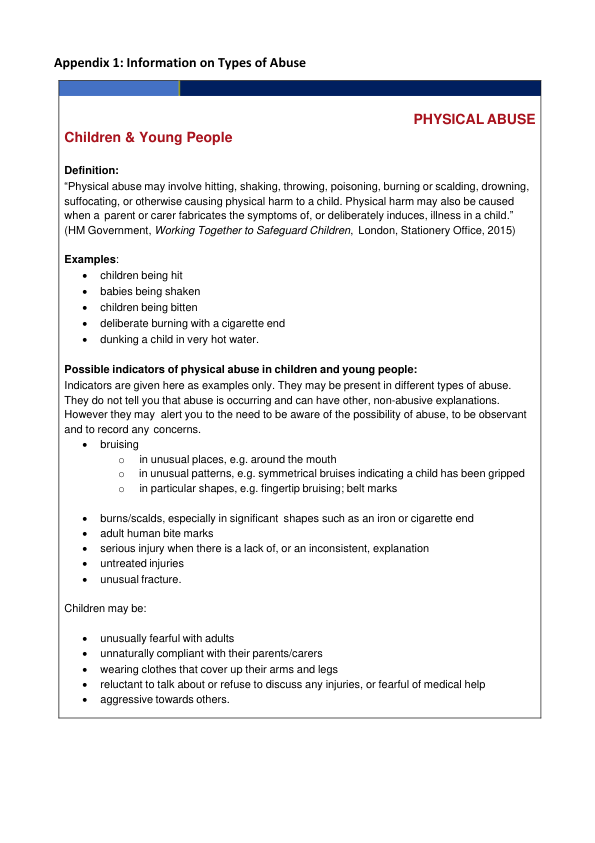 Appendix 1: Information on Types of Abuse
PHYSICAL ABUSE
Children & Young People
Definition:
“Physical abuse may involve hitting, shaking, throwing, poisoning, burning or scalding, drowning,
suffocating, or otherwise causing physical harm to a child. Physical harm may also be caused
when a parent or carer fabricates the symptoms of, or deliberately induces, illness in a child.”
(HM Government, Working Together to Safeguard Children, London, Stationery Office, 2015)
Examples:
• children being hit
• babies being shaken
• children being bitten
• deliberate burning with a cigarette end
• dunking a child in very hot water.
Possible indicators of physical abuse in children and young people:
Indicators are given here as examples only. They may be present in different types of abuse.
They do not tell you that abuse is occurring and can have other, non-abusive explanations.
However they may alert you to the need to be aware of the possibility of abuse, to be observant
and to record any concerns.
• bruising
o in unusual places, e.g. around the mouth
o in unusual patterns, e.g. symmetrical bruises indicating a child has been gripped
o in particular shapes, e.g. fingertip bruising; belt marks
• burns/scalds, especially in significant shapes such as an iron or cigarette end
• adult human bite marks
• serious injury when there is a lack of, or an inconsistent, explanation
• untreated injuries
• unusual fracture.
Children may be:
• unusually fearful with adults
• unnaturally compliant with their parents/carers
• wearing clothes that cover up their arms and legs
• reluctant to talk about or refuse to discuss any injuries, or fearful of medical help
• aggressive towards others.